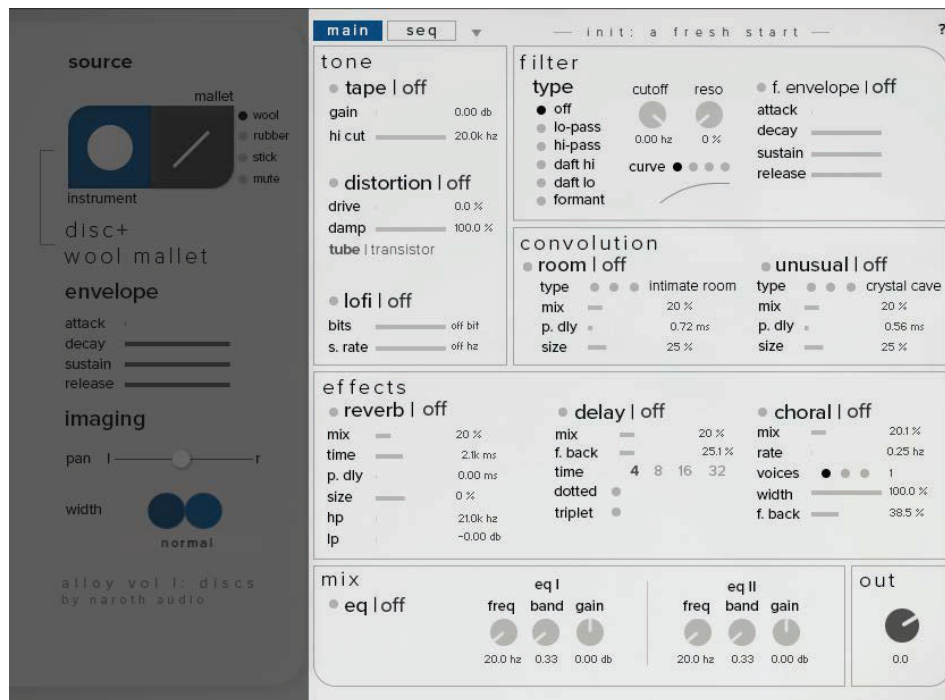 source
mallet
wool
rubber
stick
mute
instrument
disc+
wool mallet
envelope
attack
decay
sustain
release
imaging
pan l r
width
normal
alloy vol I: discs
by naroth audio
main seq — init: a fresh start — ?
tone
tape | off
gain 0.00 db
hi cut 20.0k hz
distortion | off
drive 0.0 %
damp 100.0 %
tube | transistor
lofi | off
bits off bit
s. rate off hz
filter
type
off
lo-pass
hi-pass
daft hi
daft lo
formant
cutoff reso
0.00 hz 0 %
curve
f. envelope | off
attack
decay
sustain
release
convolution
room | off
type intimate room
mix 20 %
p. dly 0.72 ms
size 25 %
unusual | off
type crystal cave
mix 20 %
p. dly 0.56 ms
size 25 %
effects
reverb | off
mix 20 %
time 2.1k ms
p. dly 0.00 ms
size 0 %
hp 21.0k hz
lp -0.00 db
delay | off
mix 20 %
f. back 25.1 %
time 4 8 16 32
dotted
triplet
choral | off
mix 20.1 %
rate 0.25 hz
voices 1
width 100.0 %
f. back 38.5 %
mix
eq | off
eq I
freq band gain
20.0 hz 0.33 0.00 db
eq II
freq band gain
20.0 hz 0.33 0.00 db
out
0.0